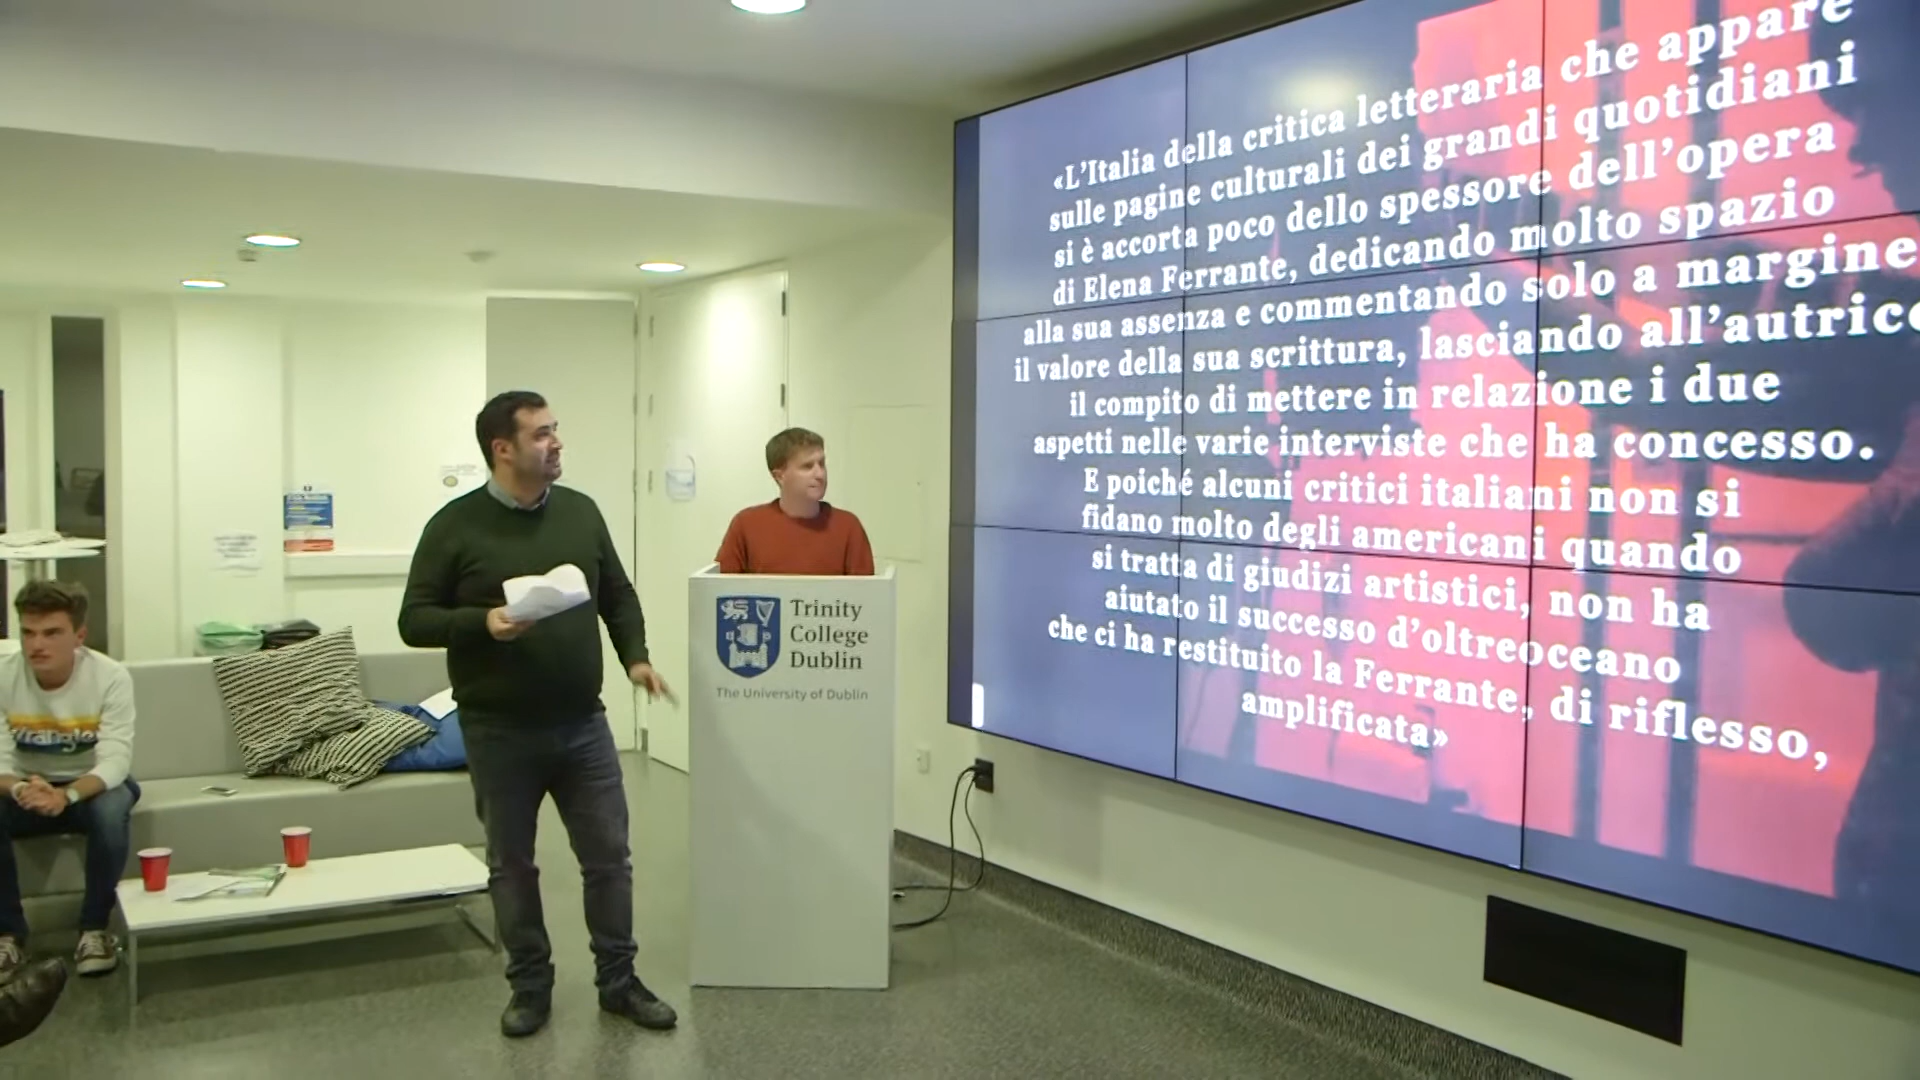 «L'Italia della critica letteraria che appare
sulle pagine culturali dei grandi quotidiani
si è accorta poco dello spessore dell'opera
di Elena Ferrante, dedicando molto spazio
alla sua assenza e commentando solo a margine
il valore della sua scrittura, lasciando all'autrice
il compito di mettere in relazione i due
aspetti nelle varie interviste che ha concesso.
E poiché alcuni critici italiani non si
fidano molto degli americani quando
si tratta di giudizi artistici, non ha
aiutato il successo d'oltreoceano
che ci ha restituito la Ferrante, di riflesso,
amplificata»
Trinity
College
Dublin
The University of Dublin
Wrangler